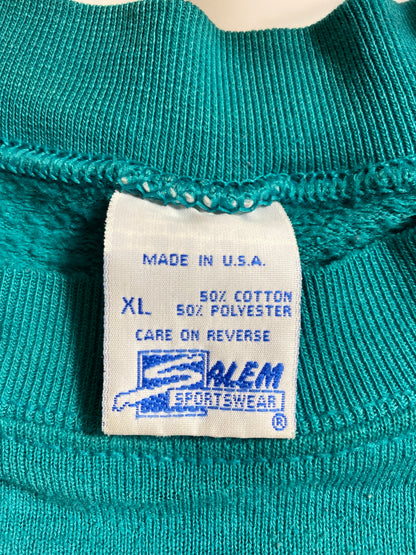 MADE IN U.S.A.
XL 50% COTTON
50% POLYESTER
CARE ON REVERSE
SALEM
SPORTSWEAR
®